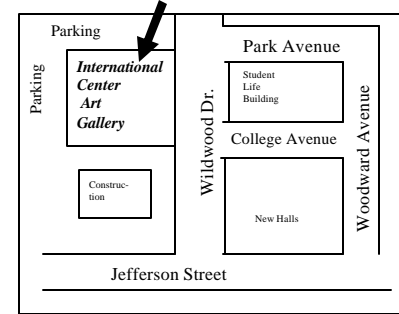 Parking
Park Avenue
International
Center
Art
Gallery
Parking
Student
Life
Building
Wildwood Dr.
College Avenue
Woodward Avenue
Construc-
tion
New Halls
Jefferson Street